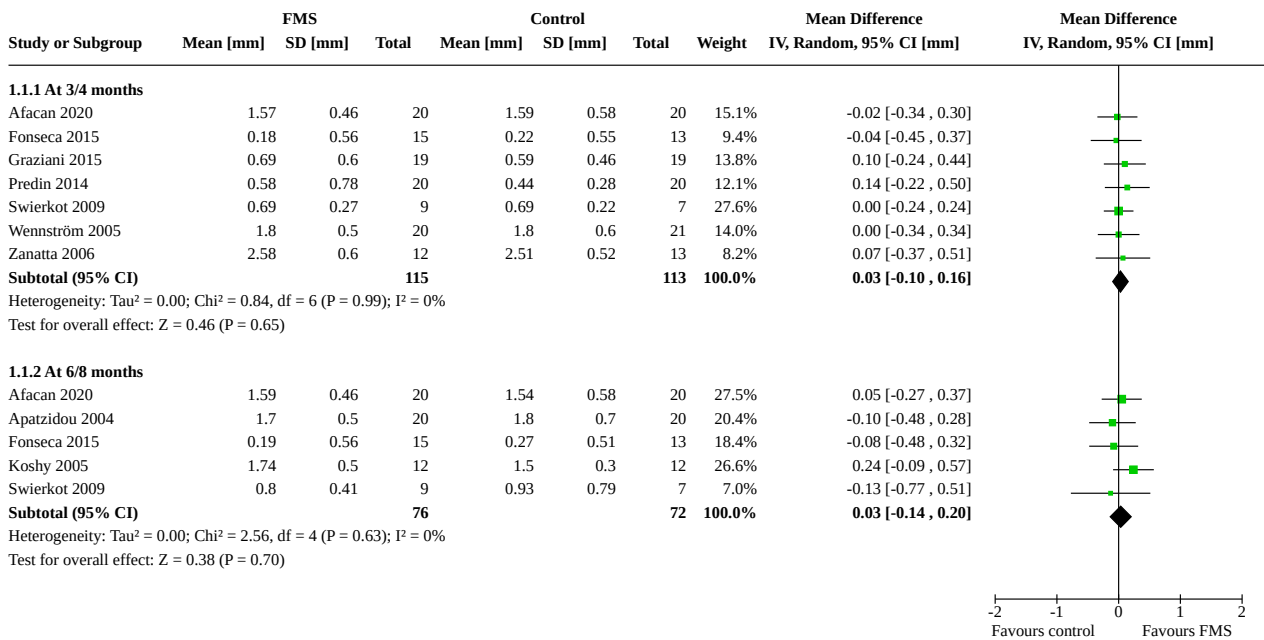 FMS Control Mean Difference Mean Difference
Study or Subgroup Mean [mm] SD [mm] Total Mean [mm] SD [mm] Total Weight IV, Random, 95% CI [mm] IV, Random, 95% CI [mm]
1.1.1 At 3/4 months
Afacan 2020 1.57 0.46 20 1.59 0.58 20 15.1% -0.02 [-0.34 , 0.30]
Fonseca 2015 0.18 0.56 15 0.22 0.55 13 9.4% -0.04 [-0.45 , 0.37]
Graziani 2015 0.69 0.6 19 0.59 0.46 19 13.8% 0.10 [-0.24 , 0.44]
Predin 2014 0.58 0.78 20 0.44 0.28 20 12.1% 0.14 [-0.22 , 0.50]
Swierkot 2009 0.69 0.27 9 0.69 0.22 7 27.6% 0.00 [-0.24 , 0.24]
Wennström 2005 1.8 0.5 20 1.8 0.6 21 14.0% 0.00 [-0.34 , 0.34]
Zanatta 2006 2.58 0.6 12 2.51 0.52 13 8.2% 0.07 [-0.37 , 0.51]
Subtotal (95% CI) 115 113 100.0% 0.03 [-0.10 , 0.16]
Heterogeneity: Tau² = 0.00; Chi² = 0.84, df = 6 (P = 0.99); I² = 0%
Test for overall effect: Z = 0.46 (P = 0.65)
1.1.2 At 6/8 months
Afacan 2020 1.59 0.46 20 1.54 0.58 20 27.5% 0.05 [-0.27 , 0.37]
Apatzidou 2004 1.7 0.5 20 1.8 0.7 20 20.4% -0.10 [-0.48 , 0.28]
Fonseca 2015 0.19 0.56 15 0.27 0.51 13 18.4% -0.08 [-0.48 , 0.32]
Koshy 2005 1.74 0.5 12 1.5 0.3 12 26.6% 0.24 [-0.09 , 0.57]
Swierkot 2009 0.8 0.41 9 0.93 0.79 7 7.0% -0.13 [-0.77 , 0.51]
Subtotal (95% CI) 76 72 100.0% 0.03 [-0.14 , 0.20]
Heterogeneity: Tau² = 0.00; Chi² = 2.56, df = 4 (P = 0.63); I² = 0%
Test for overall effect: Z = 0.38 (P = 0.70)
-2 -1 0 1 2
Favours control Favours FMS